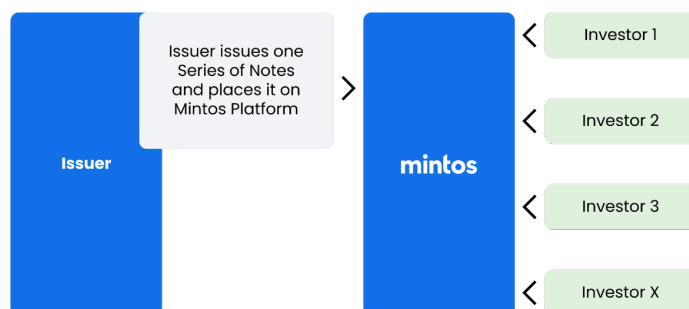 Issuer issues one
Series of Notes
and places it on
Mintos Platform
Issuer
mintos
Investor 1
Investor 2
Investor 3
Investor X